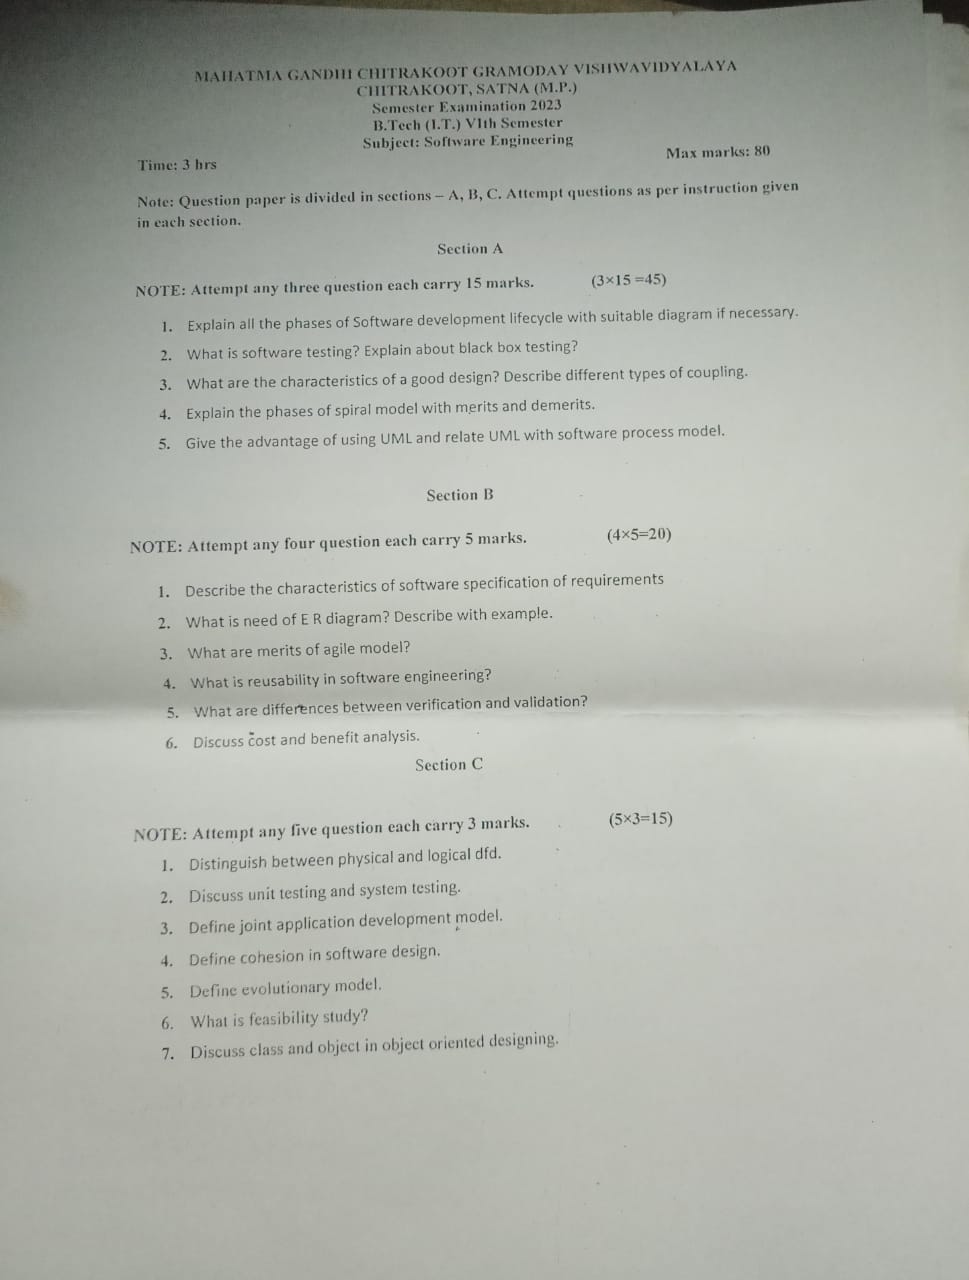 MAHATMA GANDHI CHITRAKOOT GRAMODAY VISHWAVIDYALAYA
CHITRAKOOT, SATNA (M.P.)
Semester Examination 2023
B.Tech (I.T.) VIth Semester
Subject: Software Engineering
Time: 3 hrs Max marks: 80
Note: Question paper is divided in sections – A, B, C. Attempt questions as per instruction given
in each section.
Section A
NOTE: Attempt any three question each carry 15 marks. (3×15 =45)
1. Explain all the phases of Software development lifecycle with suitable diagram if necessary.
2. What is software testing? Explain about black box testing?
3. What are the characteristics of a good design? Describe different types of coupling.
4. Explain the phases of spiral model with merits and demerits.
5. Give the advantage of using UML and relate UML with software process model.
Section B
NOTE: Attempt any four question each carry 5 marks. (4×5=20)
1. Describe the characteristics of software specification of requirements
2. What is need of E R diagram? Describe with example.
3. What are merits of agile model?
4. What is reusability in software engineering?
5. What are differences between verification and validation?
6. Discuss cost and benefit analysis.
Section C
NOTE: Attempt any five question each carry 3 marks. (5×3=15)
1. Distinguish between physical and logical dfd.
2. Discuss unit testing and system testing.
3. Define joint application development model.
4. Define cohesion in software design.
5. Define evolutionary model.
6. What is feasibility study?
7. Discuss class and object in object oriented designing.